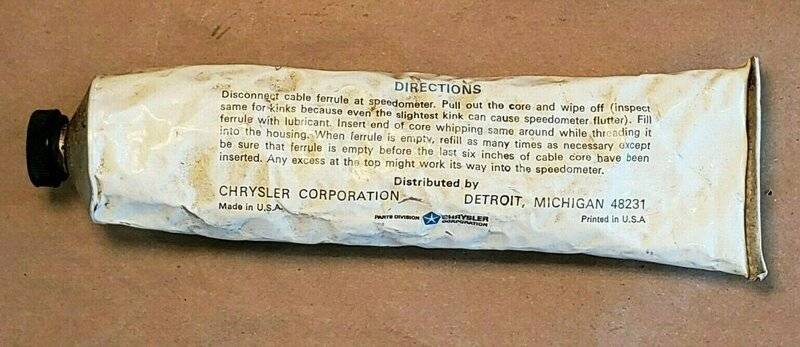 DIRECTIONS
Disconnect cable ferrule at speedometer. Pull out the core and wipe off (inspect
same for kinks because even the slightest kink can cause speedometer flutter). Fill
ferrule with lubricant. Insert end of core whipping same around while threading it
into the housing. When ferrule is empty, refill as many times as necessary except
be sure that ferrule is empty before the last six inches of cable core have been
inserted. Any excess at the top might work its way into the speedometer.
Distributed by
CHRYSLER CORPORATION DETROIT, MICHIGAN 48231
Made in U.S.A. PARTS DIVISION CHRYSLER CORPORATION Printed in U.S.A